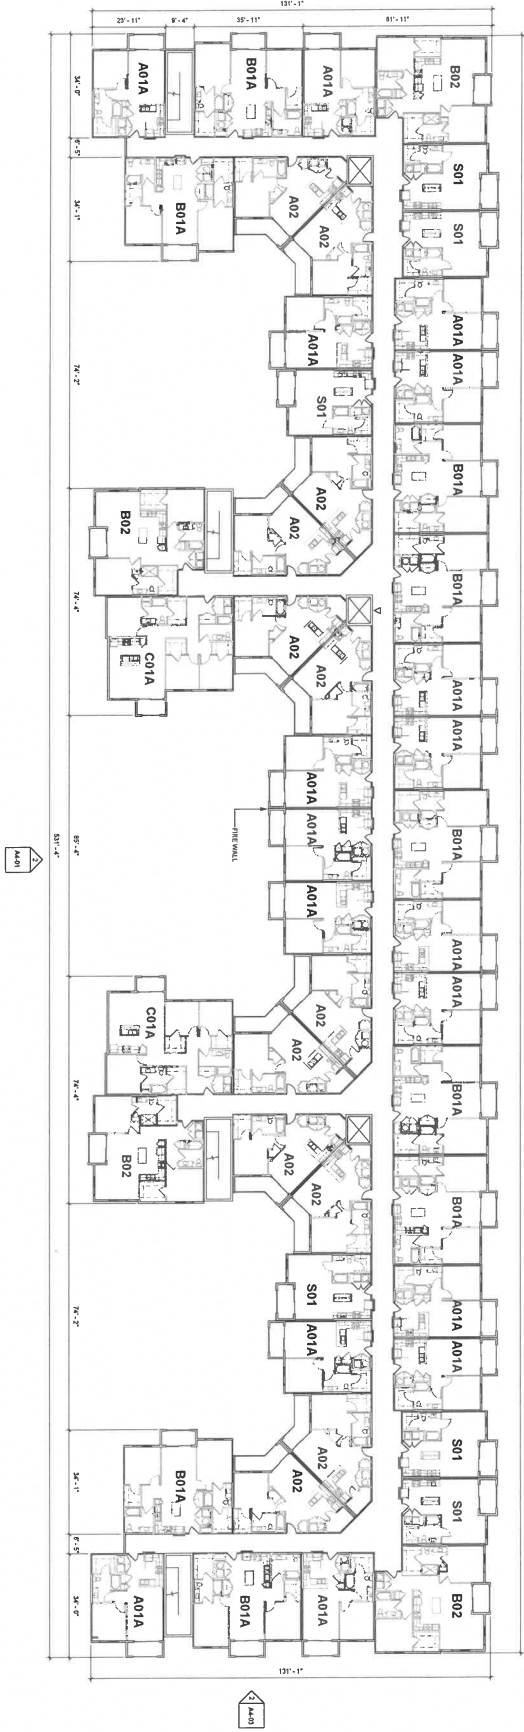 131' - 1"
23' - 11"
9' - 4"
35' - 11"
61' - 11"
34'- 0"
A01A
B01A
A01A
B02
6' - 5"
34' - 1"
B01A
A02
A02
S01
S01
74' - 2"
A01A
S01
A01A
A01A
B02
A02
A02
B01A
74' - 4"
C01A
A02
A02
B01A
A01A
A01A
531' - 4"
85' - 4"
FIRE WALL
A01A
A01A
A01A
B01A
A01A
A01A
2
A4-01
C01A
A02
A02
B01A
74' - 4"
B02
A02
A02
B01A
74' - 2"
S01
A01A
A01A
A01A
34' - 1"
B01A
A02
A02
S01
S01
6' - 5"
34' - 0"
A01A
B01A
A01A
B02
131' - 1"
2
A4-03